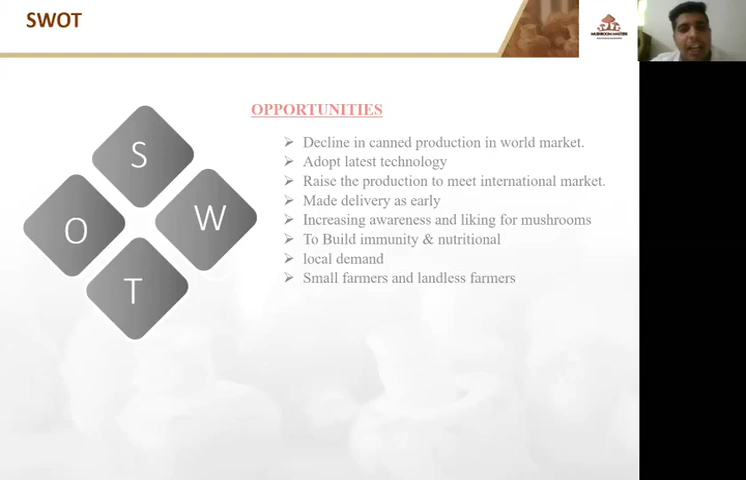 SWOT
MUSHROOM MASTERS
OPPORTUNITIES
S
W
O
T
➢ Decline in canned production in world market.
➢ Adopt latest technology
➢ Raise the production to meet international market.
➢ Made delivery as early
➢ Increasing awareness and liking for mushrooms
➢ To Build immunity & nutritional
➢ local demand
➢ Small farmers and landless farmers